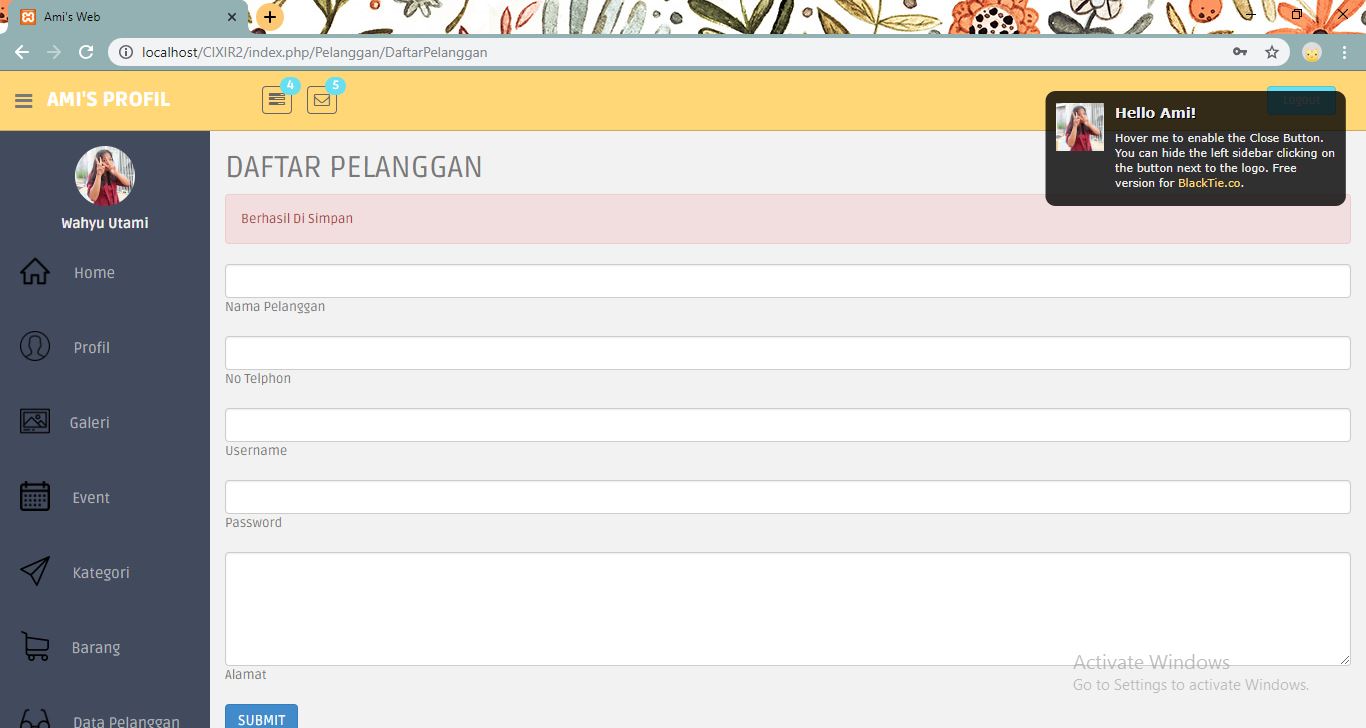 Ami's Web
localhost/CIXIR2/index.php/Pelanggan/DaftarPelanggan
AMI'S PROFIL
4
5
Logout
Hello Ami!
Hover me to enable the Close Button.
You can hide the left sidebar clicking on
the button next to the logo. Free
version for BlackTie.co.
Wahyu Utami
Home
Profil
Galeri
Event
Kategori
Barang
Data Pelanggan
DAFTAR PELANGGAN
Berhasil Di Simpan
Nama Pelanggan
No Telphon
Username
Password
Alamat
SUBMIT
Activate Windows
Go to Settings to activate Windows.